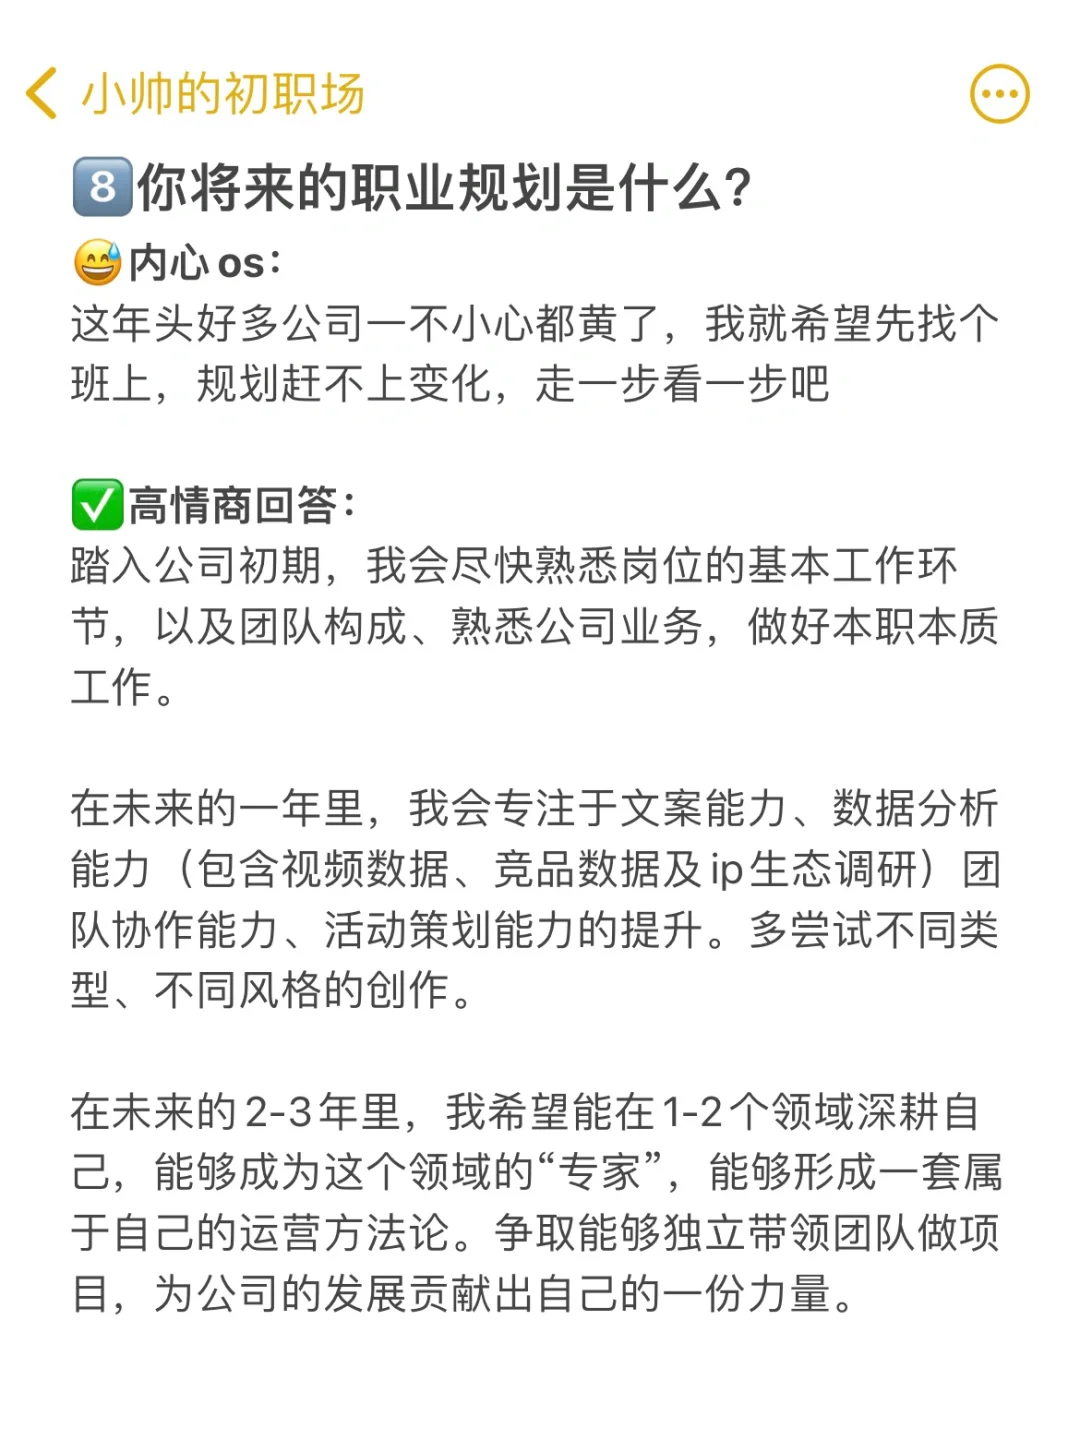 小帅的初职场
8️⃣你将来的职业规划是什么？
😅内心os：
这年头好多公司一不小心都黄了，我就希望先找个
班上，规划赶不上变化，走一步看一步吧
✅高情商回答：
踏入公司初期，我会尽快熟悉岗位的基本工作环
节，以及团队构成、熟悉公司业务，做好本职本质
工作。
在未来的一年里，我会专注于文案能力、数据分析
能力（包含视频数据、竞品数据及ip生态调研）团
队协作能力、活动策划能力的提升。多尝试不同类
型、不同风格的创作。
在未来的2-3年里，我希望能在1-2个领域深耕自
己，能够成为这个领域的“专家”，能够形成一套属
于自己的运营方法论。争取能够独立带领团队做项
目，为公司的发展贡献出自己的一份力量。